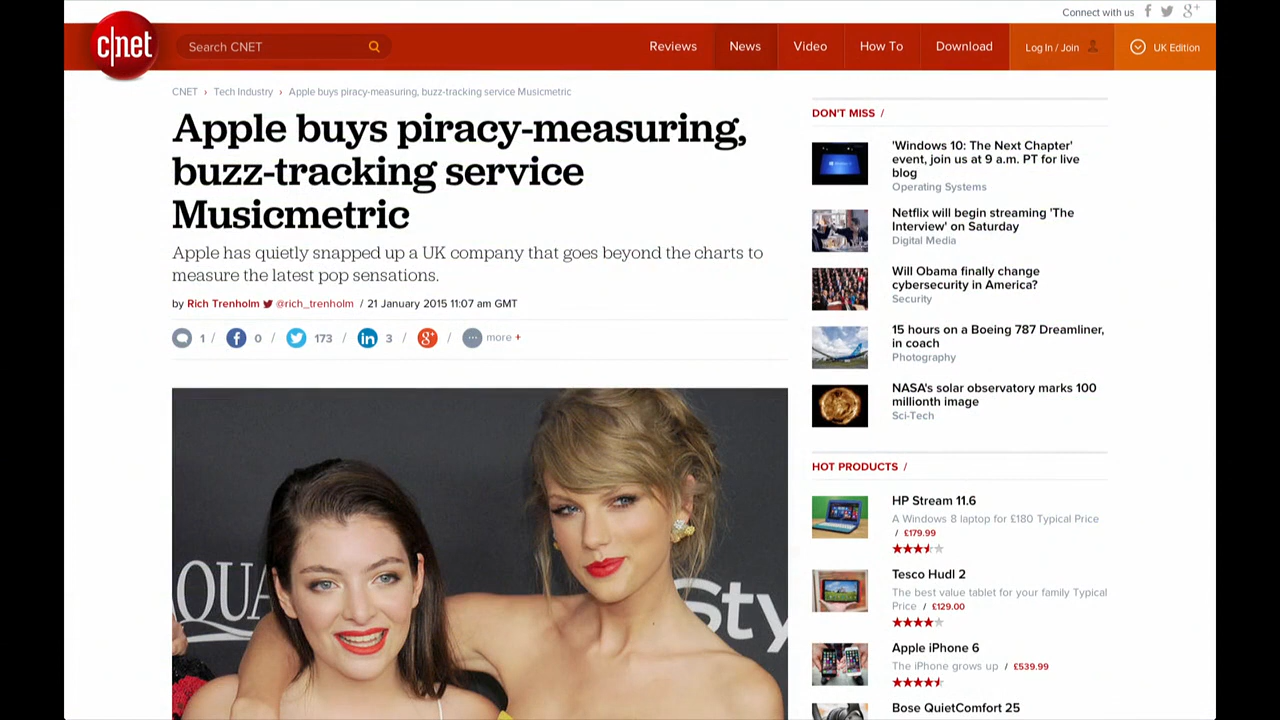 Connect with us
c|net
Search CNET
Reviews
News
Video
How To
Download
Log In / Join
UK Edition
CNET › Tech Industry › Apple buys piracy-measuring, buzz-tracking service Musicmetric
Apple buys piracy-measuring,
buzz-tracking service
Musicmetric
Apple has quietly snapped up a UK company that goes beyond the charts to
measure the latest pop sensations.
by Rich Trenholm @rich_trenholm / 21 January 2015 11:07 am GMT
1 / f 0 / 173 / in 3 / g+ / more +
QUA
Sty
DON'T MISS /
'Windows 10: The Next Chapter'
event, join us at 9 a.m. PT for live
blog
Operating Systems
Netflix will begin streaming 'The
Interview' on Saturday
Digital Media
Will Obama finally change
cybersecurity in America?
Security
15 hours on a Boeing 787 Dreamliner,
in coach
Photography
NASA's solar observatory marks 100
millionth image
Sci-Tech
HOT PRODUCTS /
HP Stream 11.6
A Windows 8 laptop for £180 Typical Price
/ £179.99
Tesco Hudl 2
The best value tablet for your family Typical
Price / £129.00
Apple iPhone 6
The iPhone grows up / £539.99
Bose QuietComfort 25